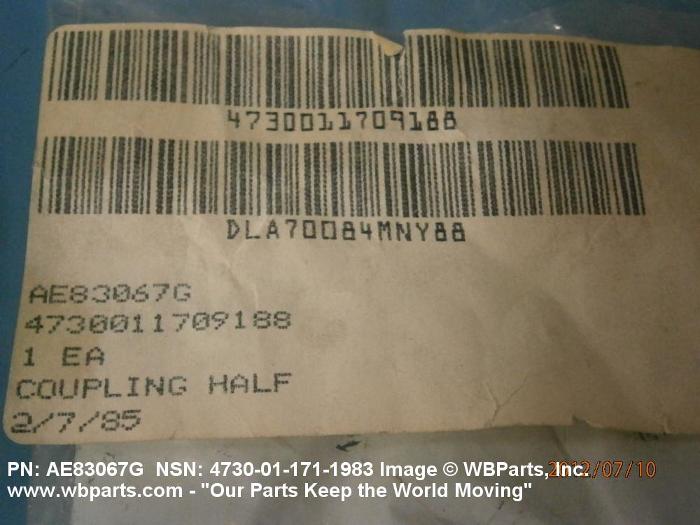 4730011709188
DLA70084MNY88
AE83067G
4730011709188
1 EA
COUPLING HALF
2/7/85
PN: AE83067G NSN: 4730-01-171-1983 Image © WBParts, Inc.
2012/07/10
www.wbparts.com - "Our Parts Keep the World Moving"